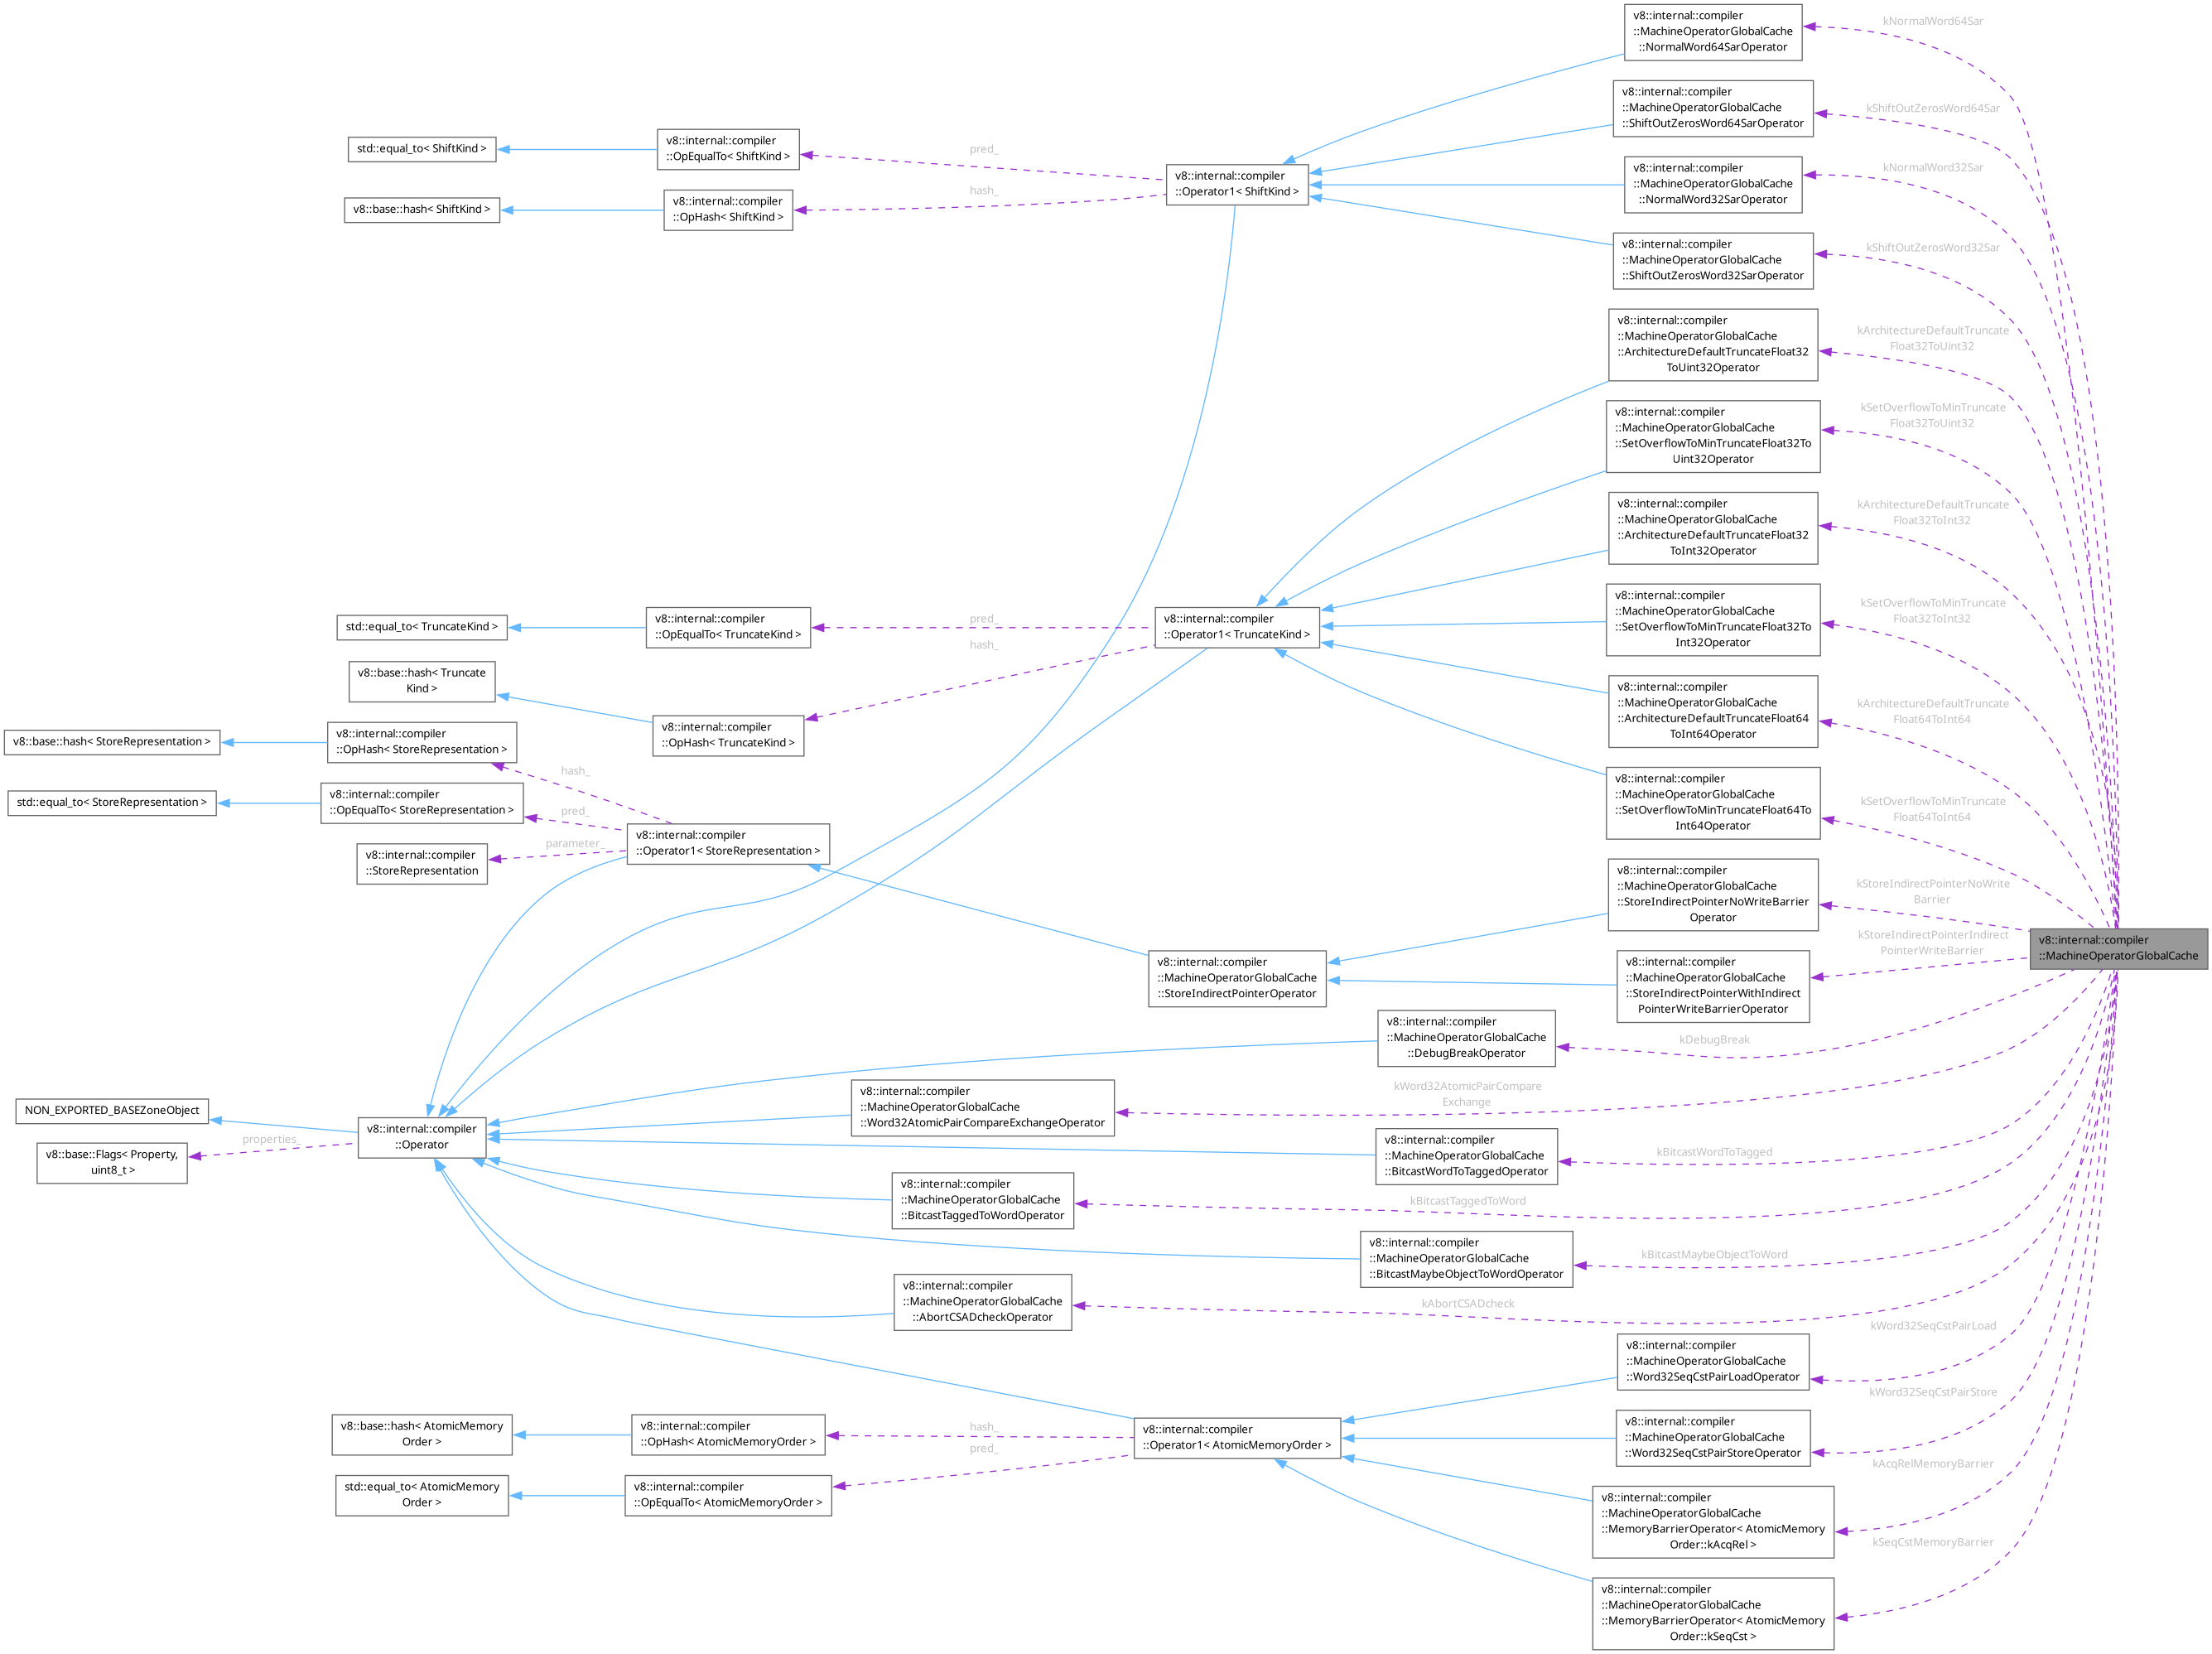 v8::internal::compiler
::MachineOperatorGlobalCache
::NormalWord64SarOperator
kNormalWord64Sar
v8::internal::compiler
::MachineOperatorGlobalCache
::ShiftOutZerosWord64SarOperator
kShiftOutZerosWord64Sar
std::equal_to< ShiftKind >
v8::internal::compiler
::OpEqualTo< ShiftKind >
pred_
v8::base::hash< ShiftKind >
v8::internal::compiler
::OpHash< ShiftKind >
hash_
v8::internal::compiler
::Operator1< ShiftKind >
v8::internal::compiler
::MachineOperatorGlobalCache
::NormalWord32SarOperator
kNormalWord32Sar
v8::internal::compiler
::MachineOperatorGlobalCache
::ShiftOutZerosWord32SarOperator
kShiftOutZerosWord32Sar
v8::internal::compiler
::MachineOperatorGlobalCache
::ArchitectureDefaultTruncateFloat32
ToUint32Operator
kArchitectureDefaultTruncate
Float32ToUint32
v8::internal::compiler
::MachineOperatorGlobalCache
::SetOverflowToMinTruncateFloat32To
Uint32Operator
kSetOverflowToMinTruncate
Float32ToUint32
v8::internal::compiler
::MachineOperatorGlobalCache
::ArchitectureDefaultTruncateFloat32
ToInt32Operator
kArchitectureDefaultTruncate
Float32ToInt32
std::equal_to< TruncateKind >
v8::internal::compiler
::OpEqualTo< TruncateKind >
pred_
v8::internal::compiler
::Operator1< TruncateKind >
hash_
v8::internal::compiler
::MachineOperatorGlobalCache
::SetOverflowToMinTruncateFloat32To
Int32Operator
kSetOverflowToMinTruncate
Float32ToInt32
v8::base::hash< Truncate
Kind >
v8::internal::compiler
::OpHash< TruncateKind >
v8::internal::compiler
::MachineOperatorGlobalCache
::ArchitectureDefaultTruncateFloat64
ToInt64Operator
kArchitectureDefaultTruncate
Float64ToInt64
v8::base::hash< StoreRepresentation >
v8::internal::compiler
::OpHash< StoreRepresentation >
hash_
std::equal_to< StoreRepresentation >
v8::internal::compiler
::OpEqualTo< StoreRepresentation >
pred_
v8::internal::compiler
::StoreRepresentation
parameter_
v8::internal::compiler
::Operator1< StoreRepresentation >
v8::internal::compiler
::MachineOperatorGlobalCache
::SetOverflowToMinTruncateFloat64To
Int64Operator
kSetOverflowToMinTruncate
Float64ToInt64
v8::internal::compiler
::MachineOperatorGlobalCache
::StoreIndirectPointerNoWriteBarrier
Operator
kStoreIndirectPointerNoWrite
Barrier
v8::internal::compiler
::MachineOperatorGlobalCache
::StoreIndirectPointerOperator
v8::internal::compiler
::MachineOperatorGlobalCache
::StoreIndirectPointerWithIndirect
PointerWriteBarrierOperator
kStoreIndirectPointerIndirect
PointerWriteBarrier
v8::internal::compiler
::MachineOperatorGlobalCache
v8::internal::compiler
::MachineOperatorGlobalCache
::DebugBreakOperator
kDebugBreak
NON_EXPORTED_BASEZoneObject
v8::base::Flags< Property,
uint8_t >
properties_
v8::internal::compiler
::Operator
v8::internal::compiler
::MachineOperatorGlobalCache
::Word32AtomicPairCompareExchangeOperator
kWord32AtomicPairCompare
Exchange
v8::internal::compiler
::MachineOperatorGlobalCache
::BitcastWordToTaggedOperator
kBitcastWordToTagged
v8::internal::compiler
::MachineOperatorGlobalCache
::BitcastTaggedToWordOperator
kBitcastTaggedToWord
v8::internal::compiler
::MachineOperatorGlobalCache
::BitcastMaybeObjectToWordOperator
kBitcastMaybeObjectToWord
v8::internal::compiler
::MachineOperatorGlobalCache
::AbortCSADcheckOperator
kAbortCSADcheck
v8::internal::compiler
::MachineOperatorGlobalCache
::Word32SeqCstPairLoadOperator
kWord32SeqCstPairLoad
v8::base::hash< AtomicMemory
Order >
v8::internal::compiler
::OpHash< AtomicMemoryOrder >
hash_
v8::internal::compiler
::Operator1< AtomicMemoryOrder >
pred_
v8::internal::compiler
::MachineOperatorGlobalCache
::Word32SeqCstPairStoreOperator
kWord32SeqCstPairStore
std::equal_to< AtomicMemory
Order >
v8::internal::compiler
::OpEqualTo< AtomicMemoryOrder >
v8::internal::compiler
::MachineOperatorGlobalCache
::MemoryBarrierOperator< AtomicMemory
Order::kAcqRel >
kAcqRelMemoryBarrier
v8::internal::compiler
::MachineOperatorGlobalCache
::MemoryBarrierOperator< AtomicMemory
Order::kSeqCst >
kSeqCstMemoryBarrier